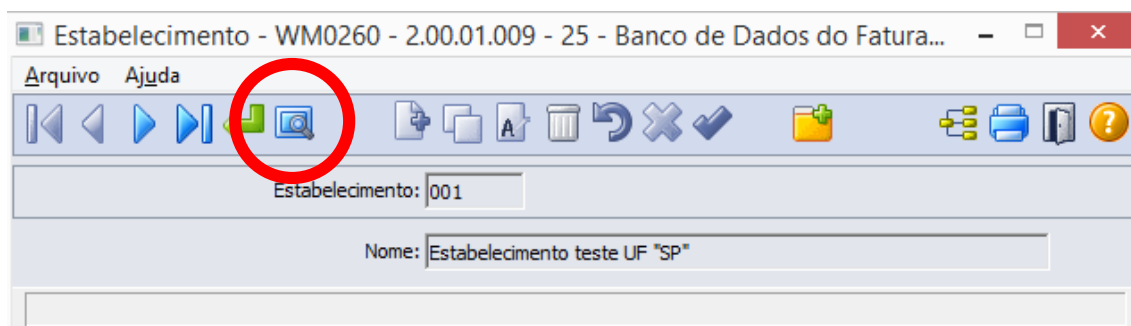 Estabelecimento - WM0260 - 2.00.01.009 - 25 - Banco de Dados do Fatura...
Arquivo Ajuda
Estabelecimento: 001
Nome: Estabelecimento teste UF "SP"